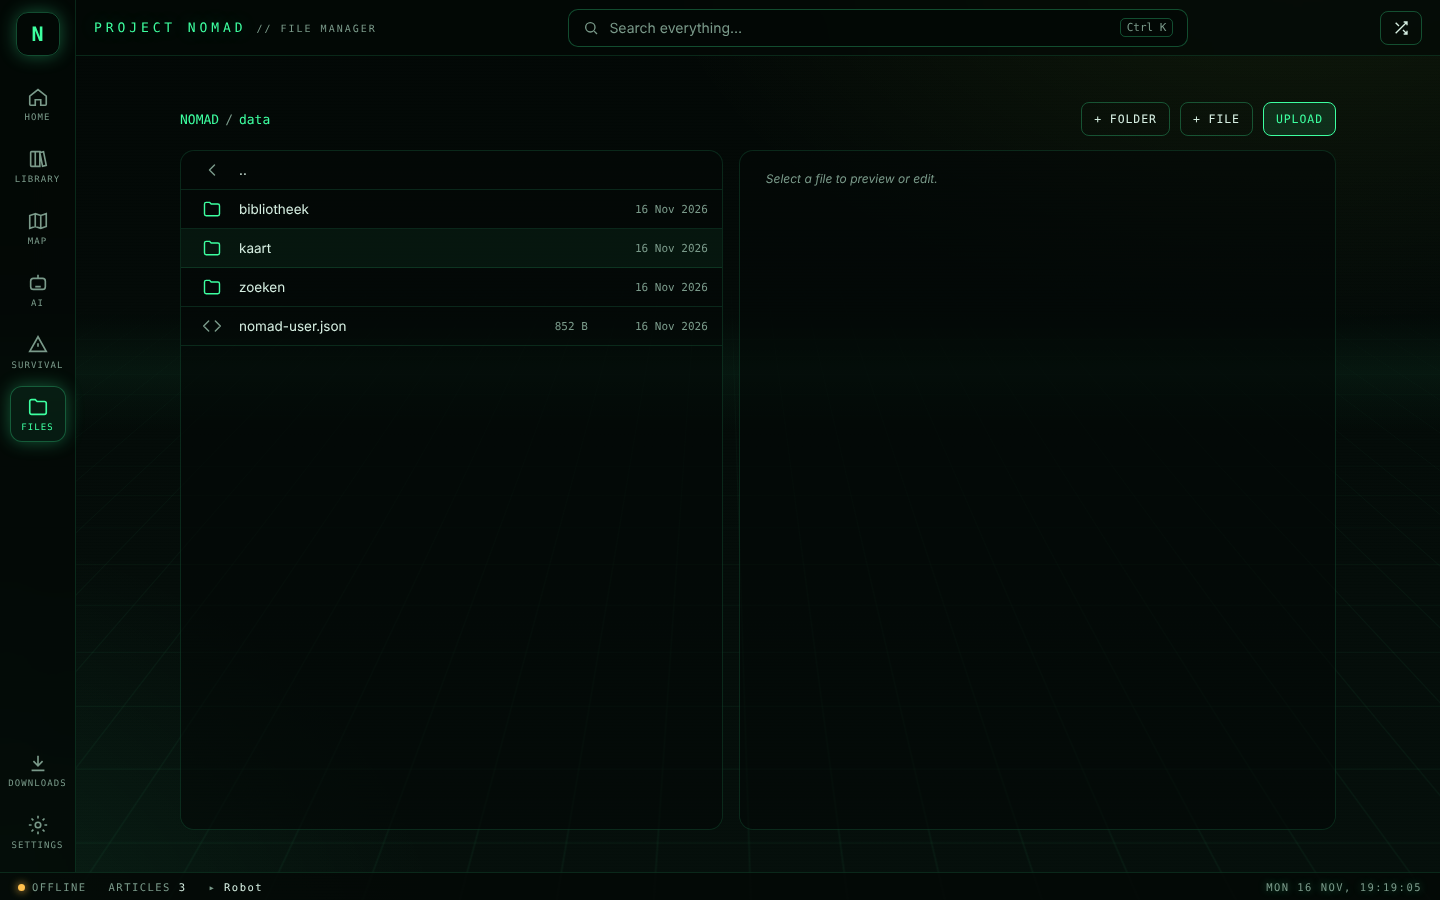 N
PROJECT NOMAD // FILE MANAGER
Search everything...
Ctrl K
HOME
LIBRARY
MAP
AI
SURVIVAL
FILES
DOWNLOADS
SETTINGS
NOMAD / data
+ FOLDER
+ FILE
UPLOAD
..
bibliotheek 16 Nov 2026
kaart 16 Nov 2026
zoeken 16 Nov 2026
nomad-user.json 852 B 16 Nov 2026
Select a file to preview or edit.
OFFLINE ARTICLES 3 ▸ Robot
MON 16 NOV, 19:19:05